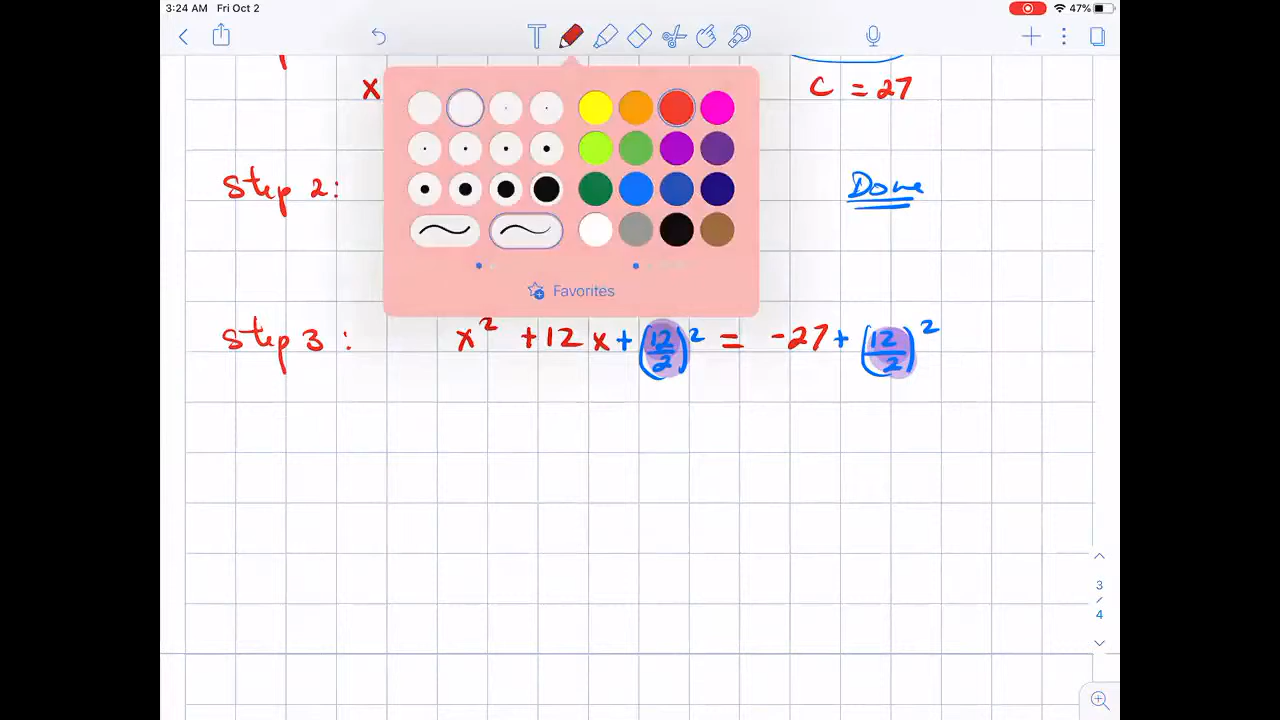 3:24 AM Fri Oct 2
47%
T
x
C = 27
Step 2:
Done
Favorites
Step 3: x² +12x + (12/2)² = -27 + (12/2)²
3
/
4